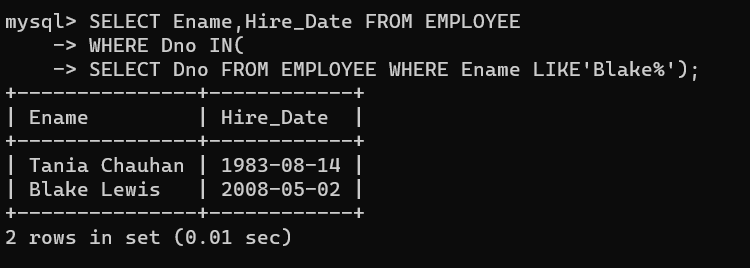 mysql> SELECT Ename,Hire_Date FROM EMPLOYEE
    -> WHERE Dno IN(
    -> SELECT Dno FROM EMPLOYEE WHERE Ename LIKE'Blake%');
+---------------+------------+
| Ename         | Hire_Date  |
+---------------+------------+
| Tania Chauhan | 1983-08-14 |
| Blake Lewis   | 2008-05-02 |
+---------------+------------+
2 rows in set (0.01 sec)